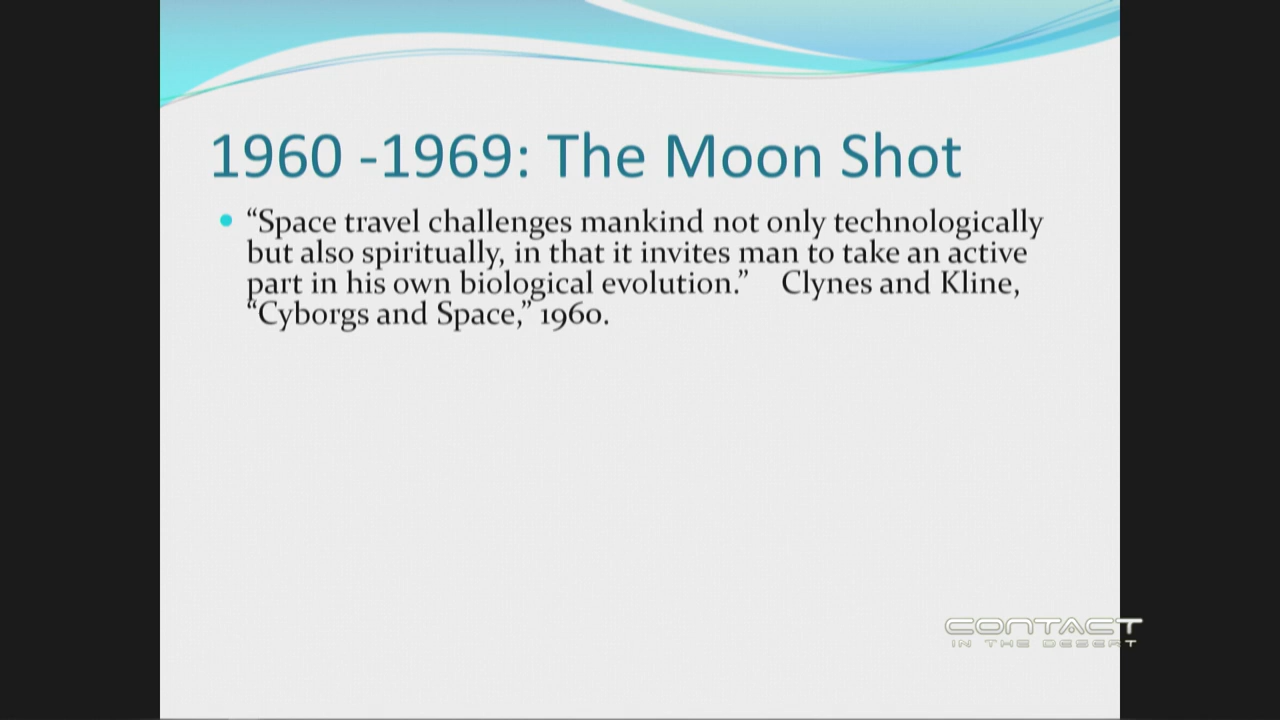 1960 -1969: The Moon Shot
“Space travel challenges mankind not only technologically
but also spiritually, in that it invites man to take an active
part in his own biological evolution.” Clynes and Kline,
“Cyborgs and Space,” 1960.
CONTACT
IN THE DESERT